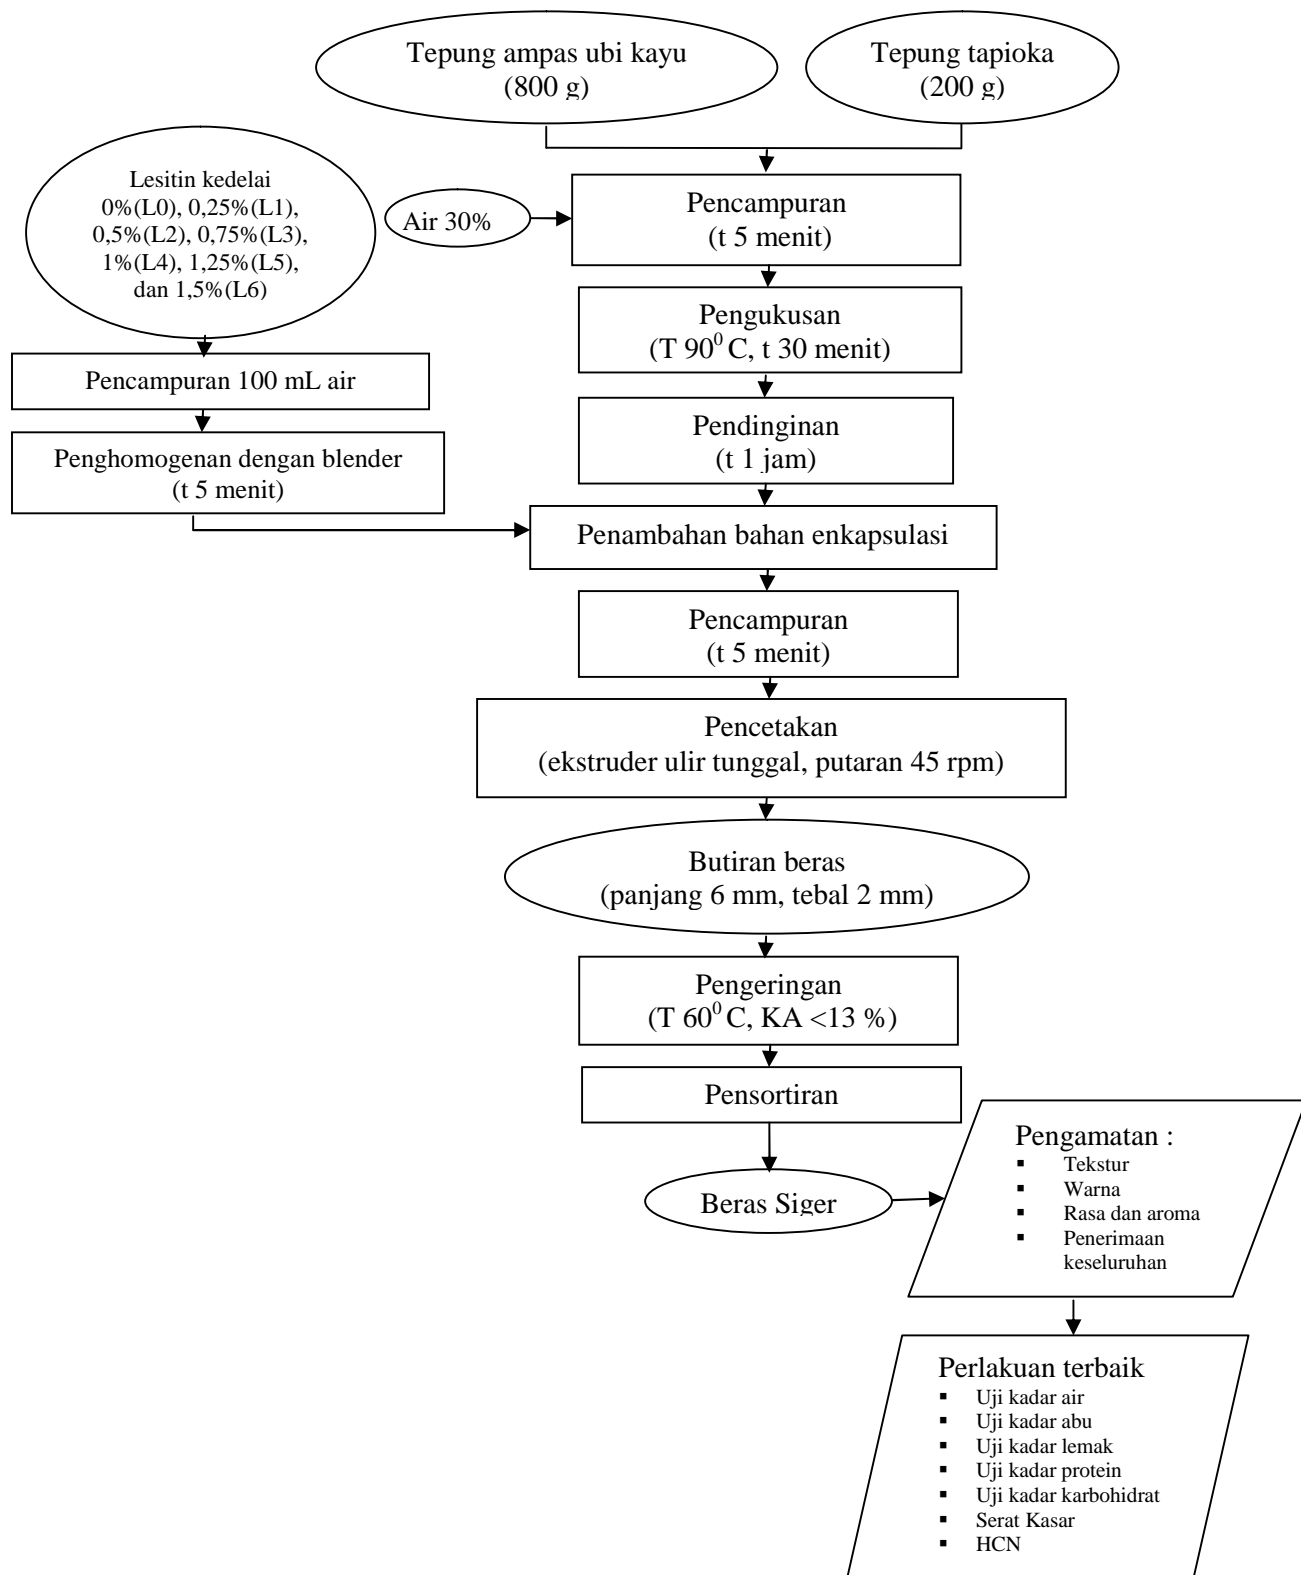 Tepung ampas ubi kayu
(800 g)
Tepung tapioka
(200 g)
Lesitin kedelai
0%(L0), 0,25%(L1),
0,5%(L2), 0,75%(L3),
1%(L4), 1,25%(L5),
dan 1,5%(L6)
Air 30%
Pencampuran
(t 5 menit)
Pengukusan
(T 90⁰ C, t 30 menit)
Pencampuran 100 mL air
Pendinginan
(t 1 jam)
Penghomogenan dengan blender
(t 5 menit)
Penambahan bahan enkapsulasi
Pencampuran
(t 5 menit)
Pencetakan
(ekstruder ulir tunggal, putaran 45 rpm)
Butiran beras
(panjang 6 mm, tebal 2 mm)
Pengeringan
(T 60⁰ C, KA <13 %)
Pensortiran
Beras Siger
Pengamatan :
▪ Tekstur
▪ Warna
▪ Rasa dan aroma
▪ Penerimaan
keseluruhan
Perlakuan terbaik
▪ Uji kadar air
▪ Uji kadar abu
▪ Uji kadar lemak
▪ Uji kadar protein
▪ Uji kadar karbohidrat
▪ Serat Kasar
▪ HCN